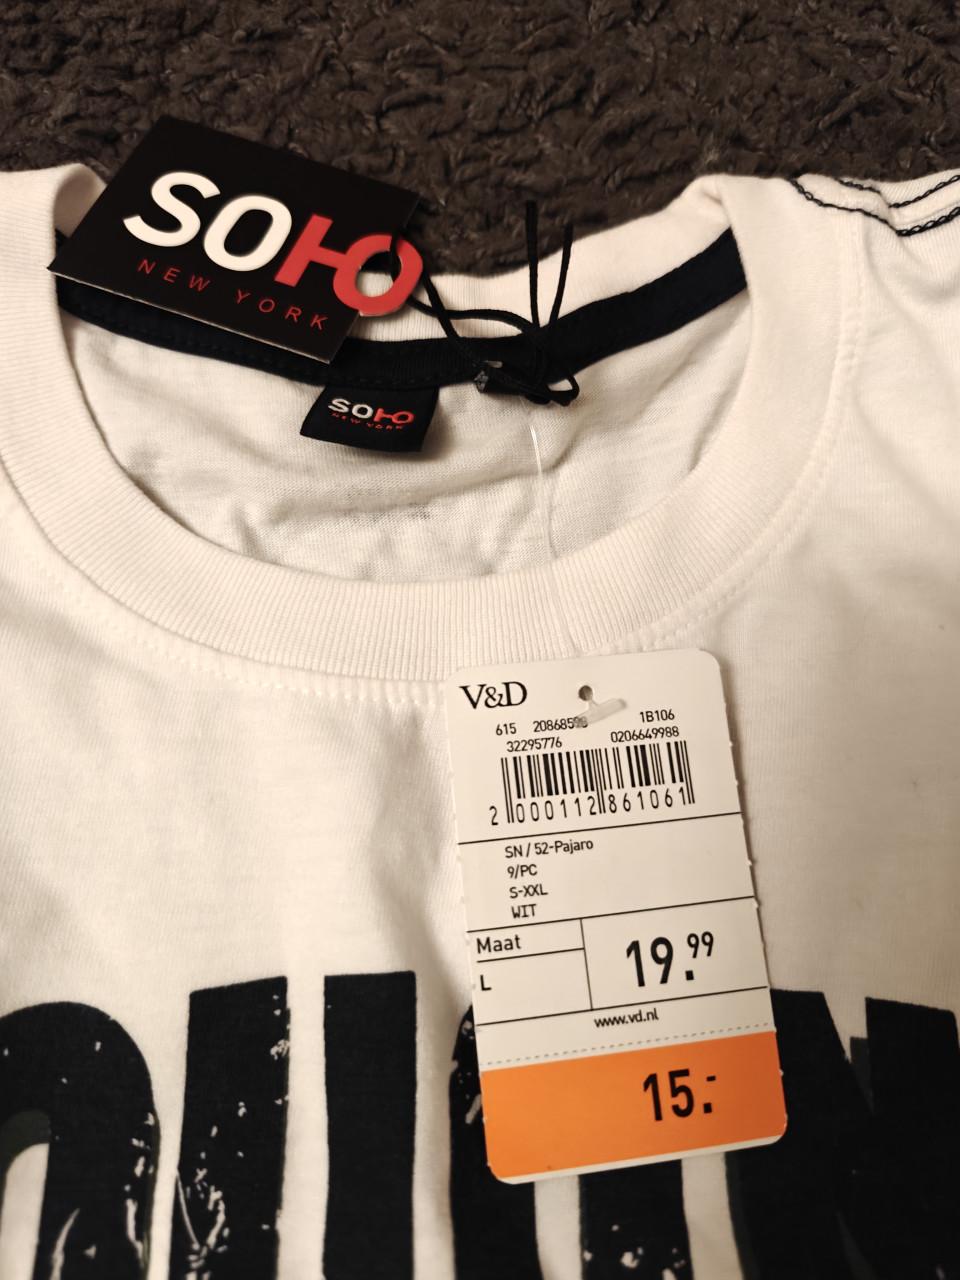 SOHO
NEW YORK
SOHO
NEW YORK
V&D
615 1B106
32295776 0206649988
2 000112 861061
SN / 52-Pajaro
9/PC
S-XXL
WIT
Maat
L
19.99
www.vd.nl
15.-